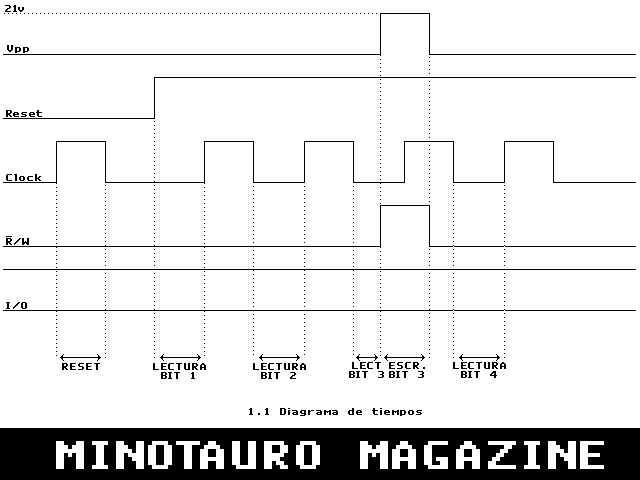 21v
Vpp
Reset
Clock
R̅/W
I/O
RESET
LECTURA
BIT 1
LECTURA
BIT 2
LECT
BIT 3
ESCR.
BIT 3
LECTURA
BIT 4
1.1 Diagrama de tiempos
MINOTAURO MAGAZINE